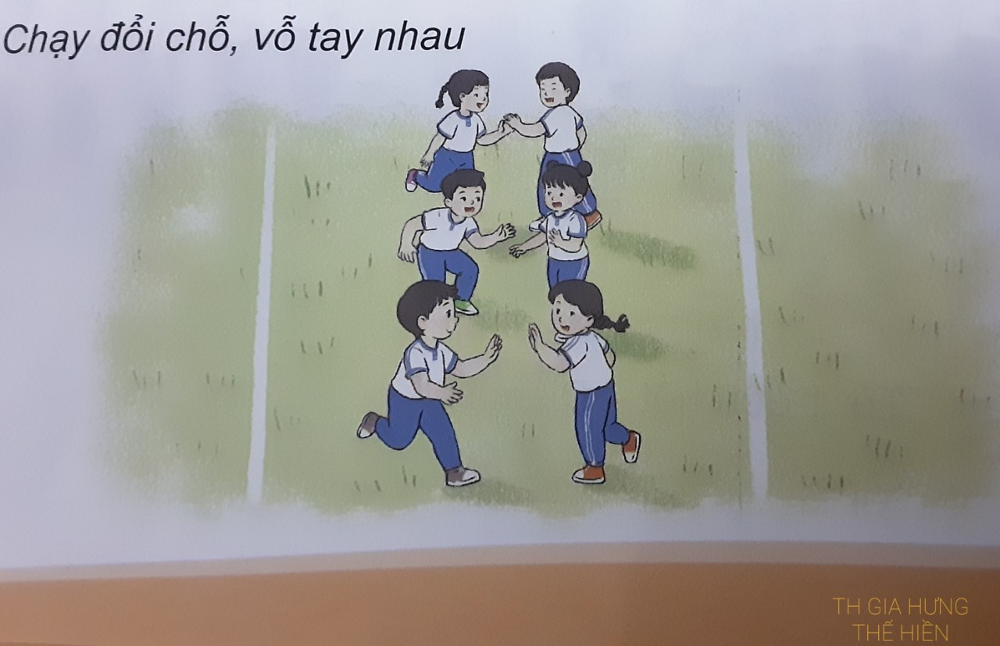 Chạy đổi chỗ, vỗ tay nhau
TH GIA HƯNG
THẾ HIỀN